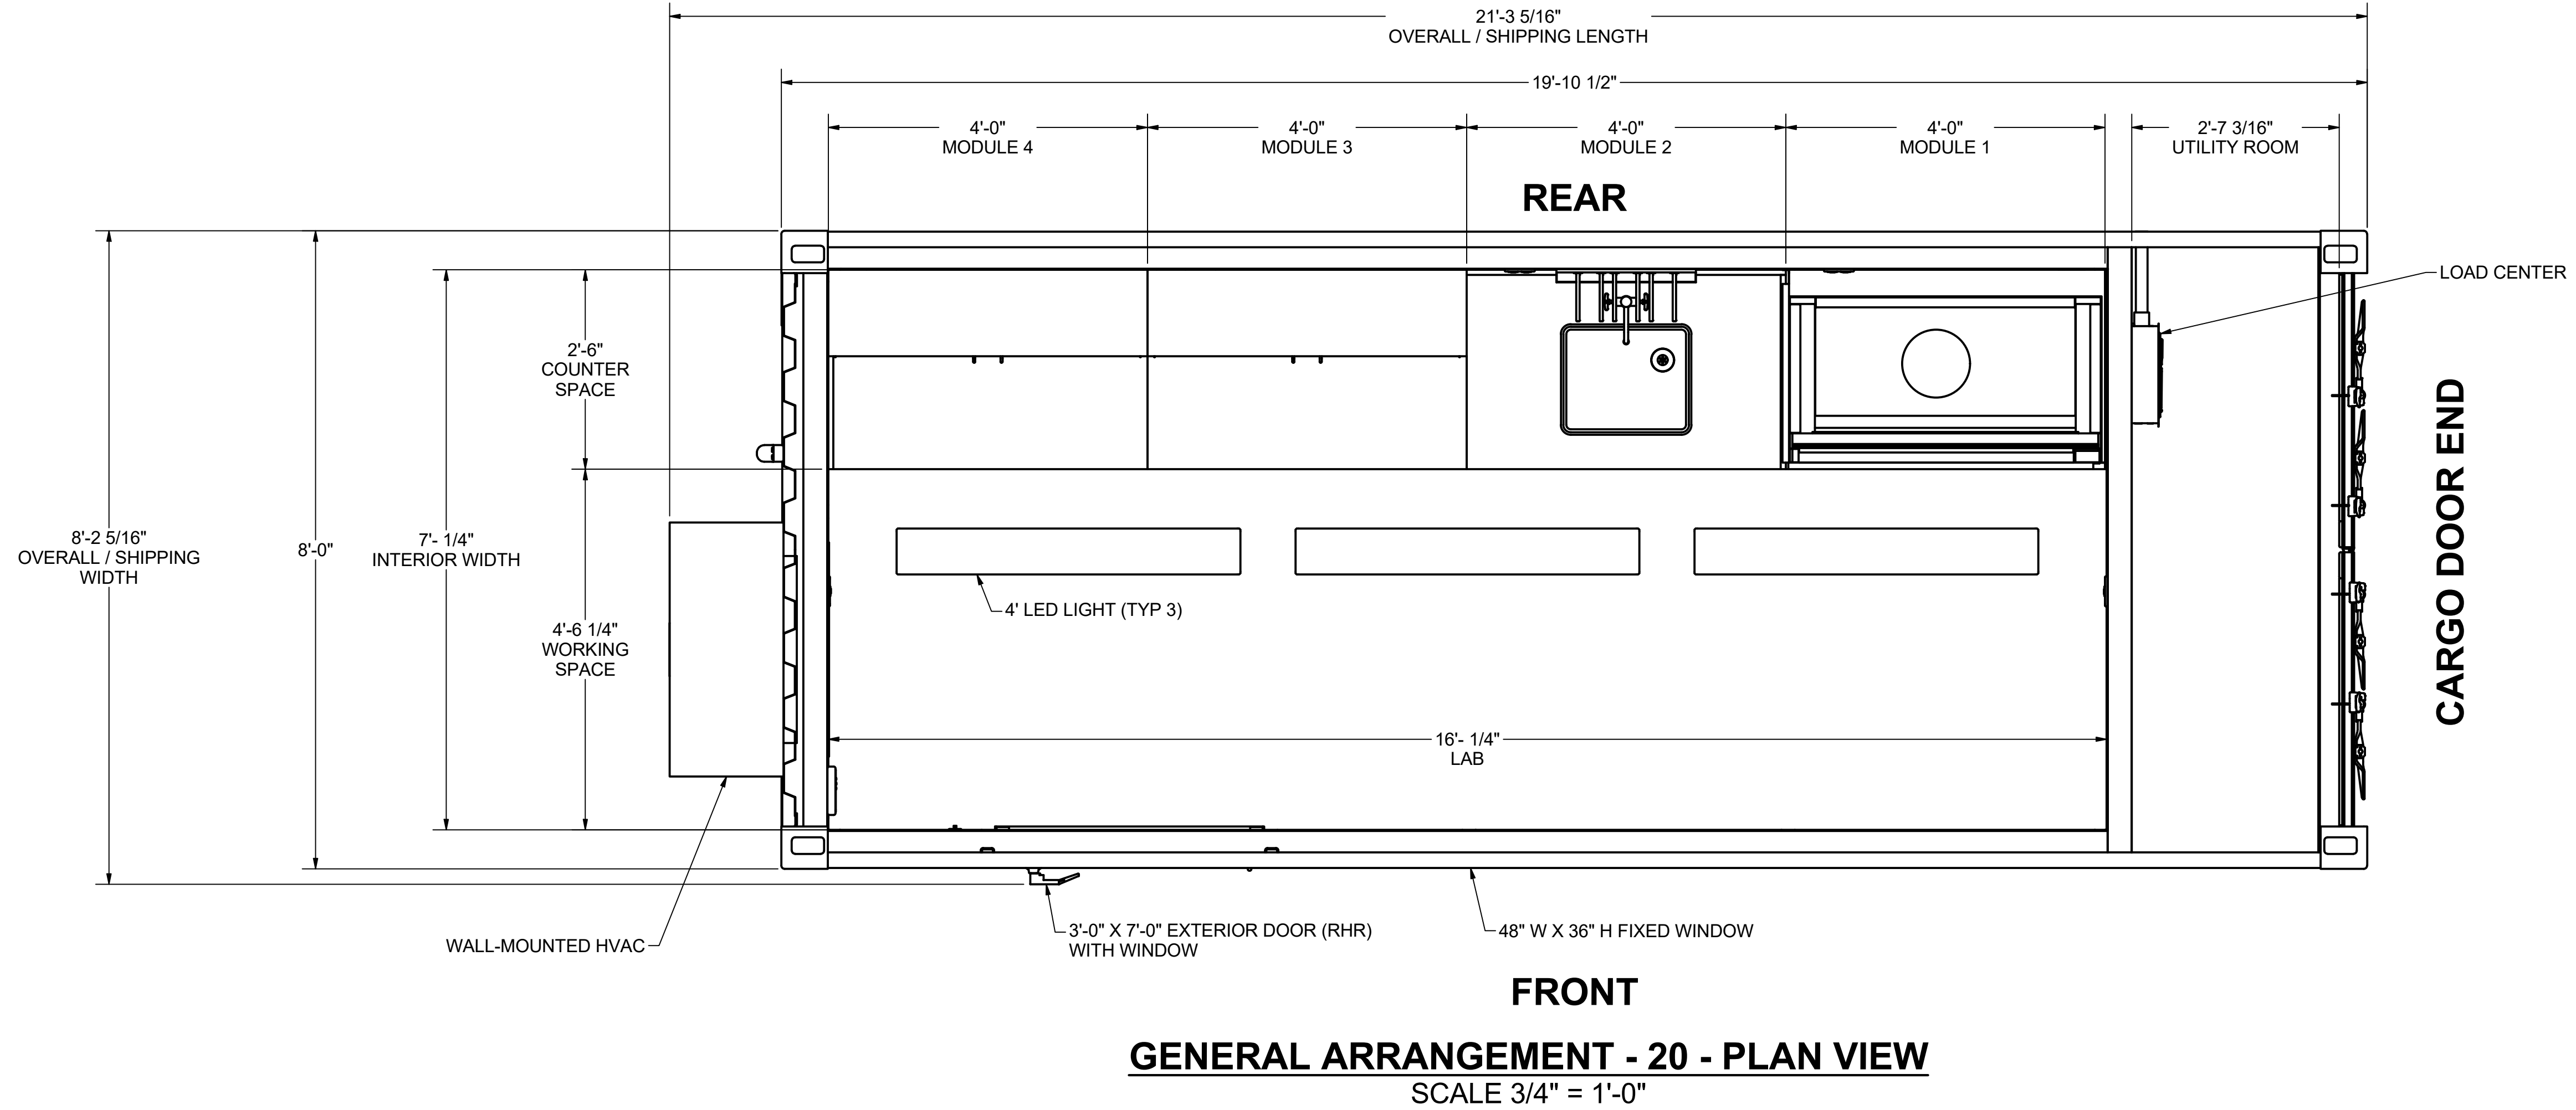 21'-3 5/16"
OVERALL / SHIPPING LENGTH
19'-10 1/2"
4'-0"
MODULE 4
4'-0"
MODULE 3
4'-0"
MODULE 2
4'-0"
MODULE 1
2'-7 3/16"
UTILITY ROOM
REAR
LOAD CENTER
2'-6"
COUNTER
SPACE
8'-2 5/16"
OVERALL / SHIPPING
WIDTH
8'-0"
7'- 1/4"
INTERIOR WIDTH
4'-6 1/4"
WORKING
SPACE
4' LED LIGHT (TYP 3)
CARGO DOOR END
16'- 1/4"
LAB
WALL-MOUNTED HVAC
3'-0" X 7'-0" EXTERIOR DOOR (RHR)
WITH WINDOW
48" W X 36" H FIXED WINDOW
FRONT
GENERAL ARRANGEMENT - 20 - PLAN VIEW
SCALE 3/4" = 1'-0"